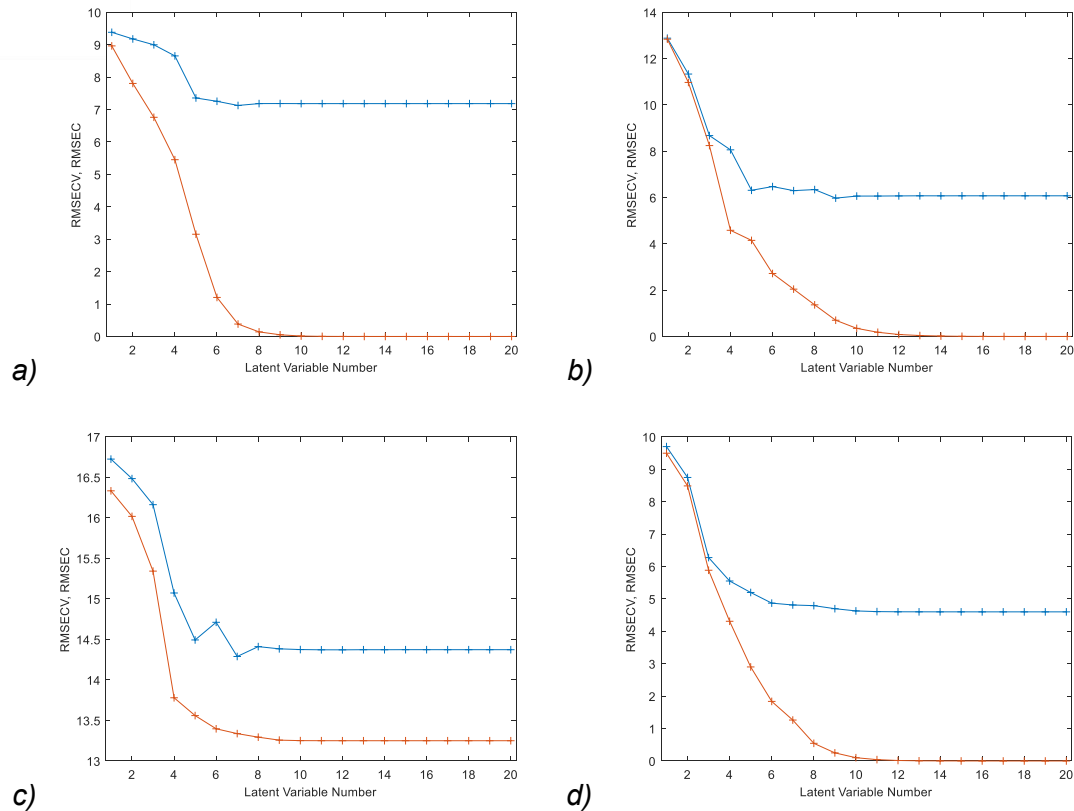 10
9
8
7
6
5
4
3
2
1
0
RMSECV, RMSEC
2 4 6 8 10 12 14 16 18 20
Latent Variable Number
a)
14
12
10
8
6
4
2
0
RMSECV, RMSEC
2 4 6 8 10 12 14 16 18 20
Latent Variable Number
b)
17
16.5
16
15.5
15
14.5
14
13.5
13
RMSECV, RMSEC
2 4 6 8 10 12 14 16 18 20
Latent Variable Number
c)
10
9
8
7
6
5
4
3
2
1
0
RMSECV, RMSEC
2 4 6 8 10 12 14 16 18 20
Latent Variable Number
d)